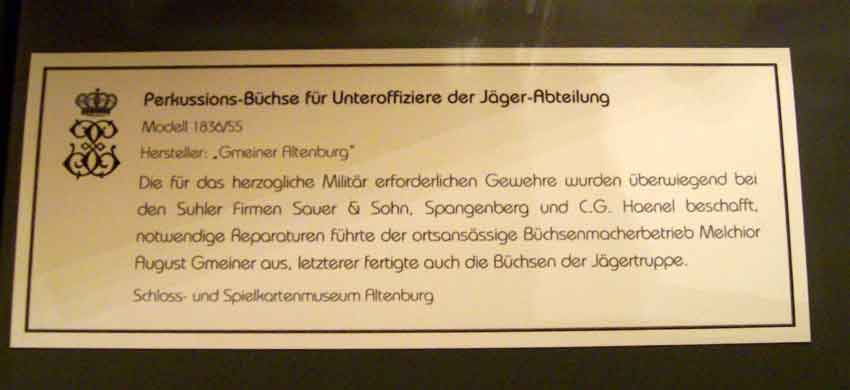 Perkussions-Büchse für Unteroffiziere der Jäger-Abteilung
Modell 1836/55
Hersteller: „Gmeiner Altenburg"
Die für das herzogliche Militär erforderlichen Gewehre wurden überwiegend bei
den Suhler Firmen Sauer & Sohn, Spangenberg und C.G. Haenel beschafft,
notwendige Reparaturen führte der ortsansässige Büchsenmacherbetrieb Melchior
August Gmeiner aus, letzterer fertigte auch die Büchsen der Jägertruppe.
Schloss- und Spielkartenmuseum Altenburg